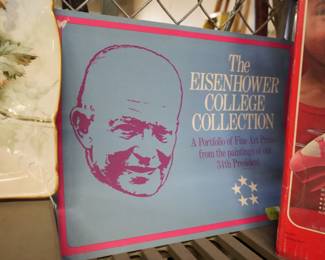 The
EISENHOWER
COLLEGE
COLLECTION
A Portfolio of Fine Art Prints
from the paintings of our
34th President